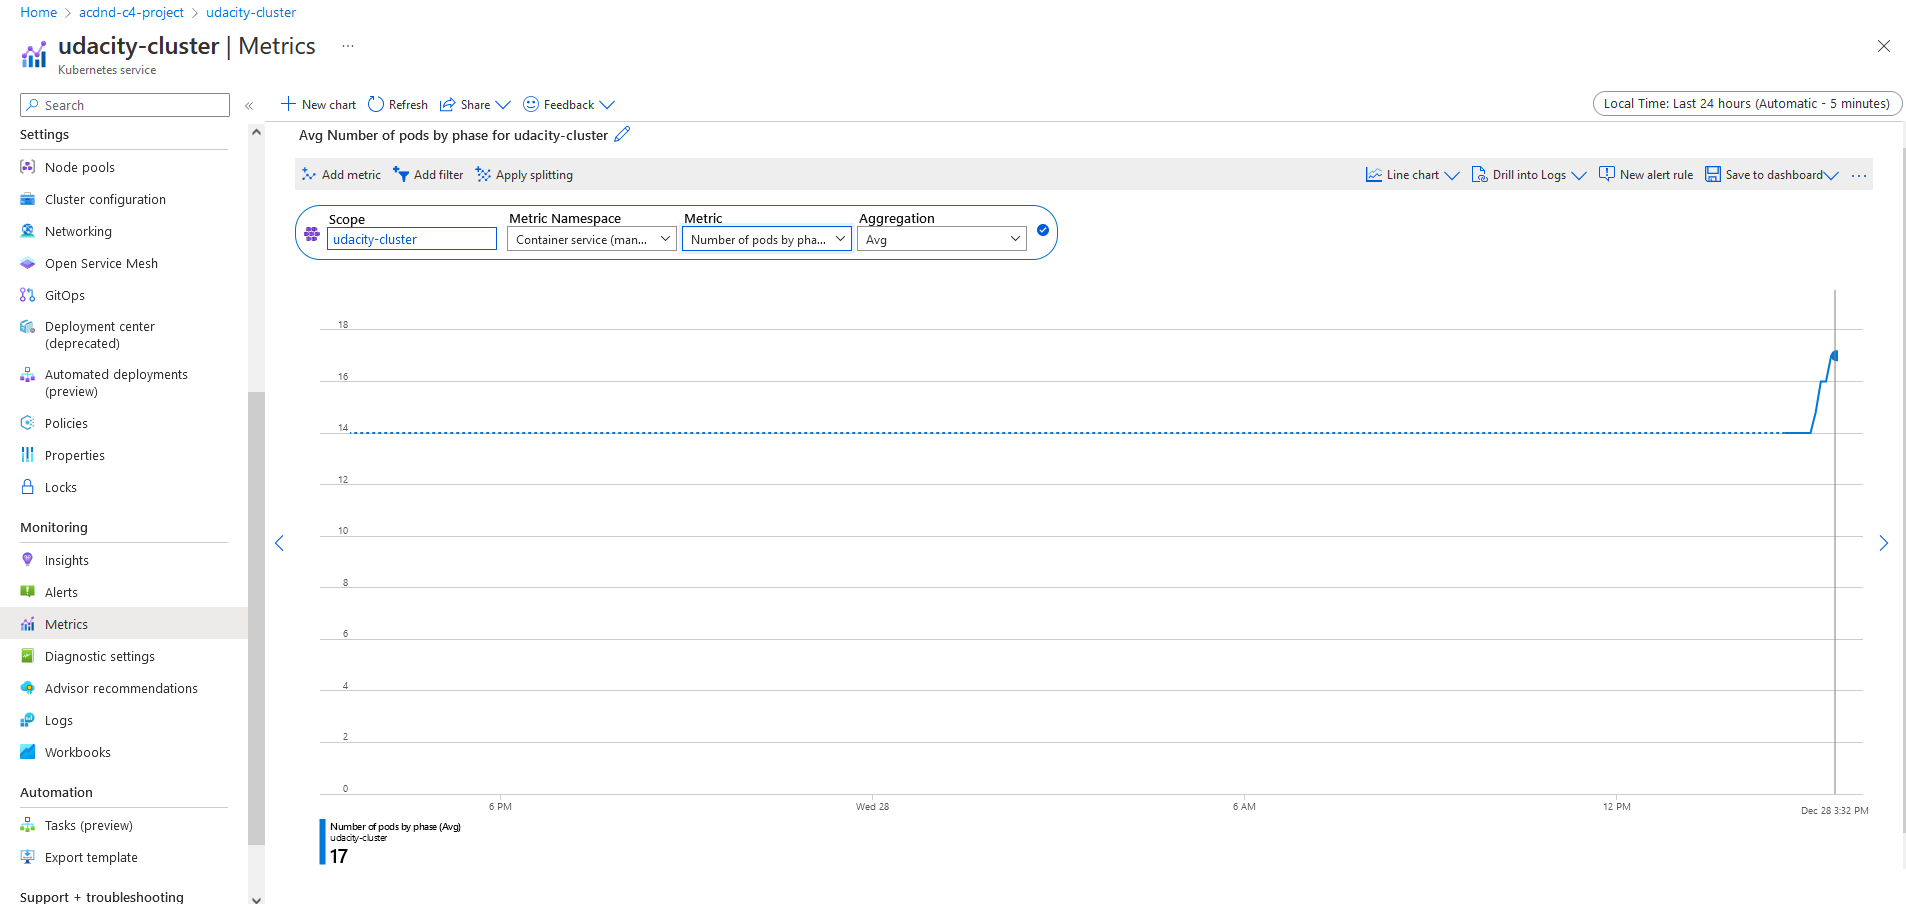 Home > acdnd-c4-project > udacity-cluster
udacity-cluster | Metrics ...
Kubernetes service
Search
Settings
Node pools
Cluster configuration
Networking
Open Service Mesh
GitOps
Deployment center
(deprecated)
Automated deployments
(preview)
Policies
Properties
Locks
Monitoring
Insights
Alerts
Metrics
Diagnostic settings
Advisor recommendations
Logs
Workbooks
Automation
Tasks (preview)
Export template
Support + troubleshooting
New chart Refresh Share Feedback
Local Time: Last 24 hours (Automatic - 5 minutes)
Avg Number of pods by phase for udacity-cluster
Add metric Add filter Apply splitting
Line chart Drill into Logs New alert rule Save to dashboard ...
Scope Metric Namespace Metric Aggregation
udacity-cluster Container service (man... Number of pods by pha... Avg
18
16
14
12
10
8
6
4
2
0
6 PM Wed 28 6 AM 12 PM Dec 28 3:32 PM
Number of pods by phase (Avg)
udacity-cluster
17